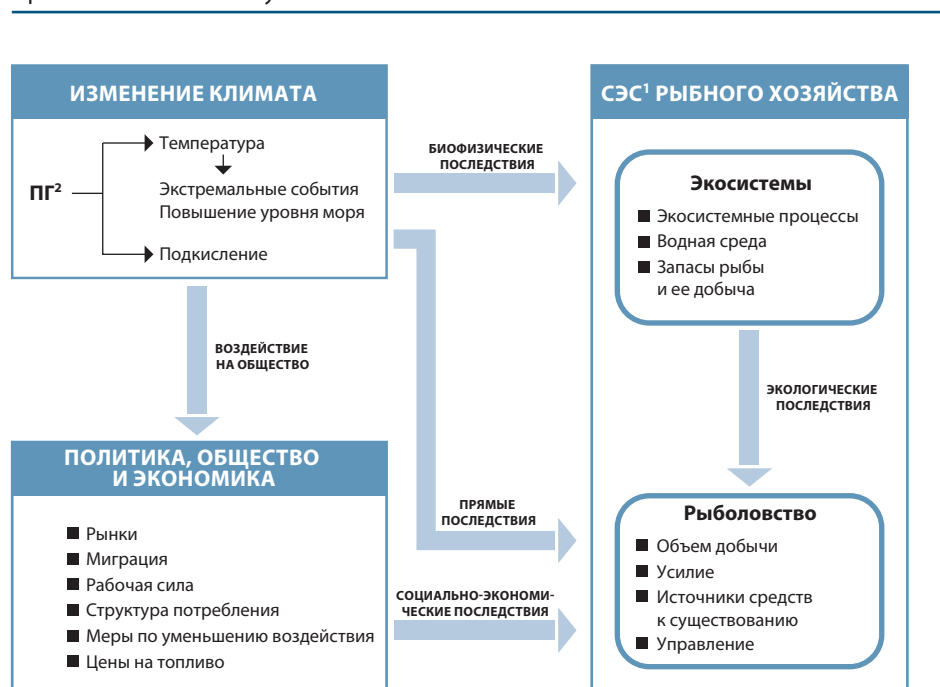 ИЗМЕНЕНИЕ КЛИМАТА
ПГ²
Температура
Экстремальные события
Повышение уровня моря
Подкисление
БИОФИЗИЧЕСКИЕ
ПОСЛЕДСТВИЯ
СЭС¹ РЫБНОГО ХОЗЯЙСТВА
Экосистемы
■ Экосистемные процессы
■ Водная среда
■ Запасы рыбы
и ее добыча
ВОЗДЕЙСТВИЕ
НА ОБЩЕСТВО
ЭКОЛОГИЧЕСКИЕ
ПОСЛЕДСТВИЯ
ПОЛИТИКА, ОБЩЕСТВО
И ЭКОНОМИКА
■ Рынки
■ Миграция
■ Рабочая сила
■ Структура потребления
■ Меры по уменьшению воздействия
■ Цены на топливо
ПРЯМЫЕ
ПОСЛЕДСТВИЯ
СОЦИАЛЬНО-ЭКОНОМИ-
ЧЕСКИЕ ПОСЛЕДСТВИЯ
Рыболовство
■ Объем добычи
■ Усилие
■ Источники средств
к существованию
■ Управление